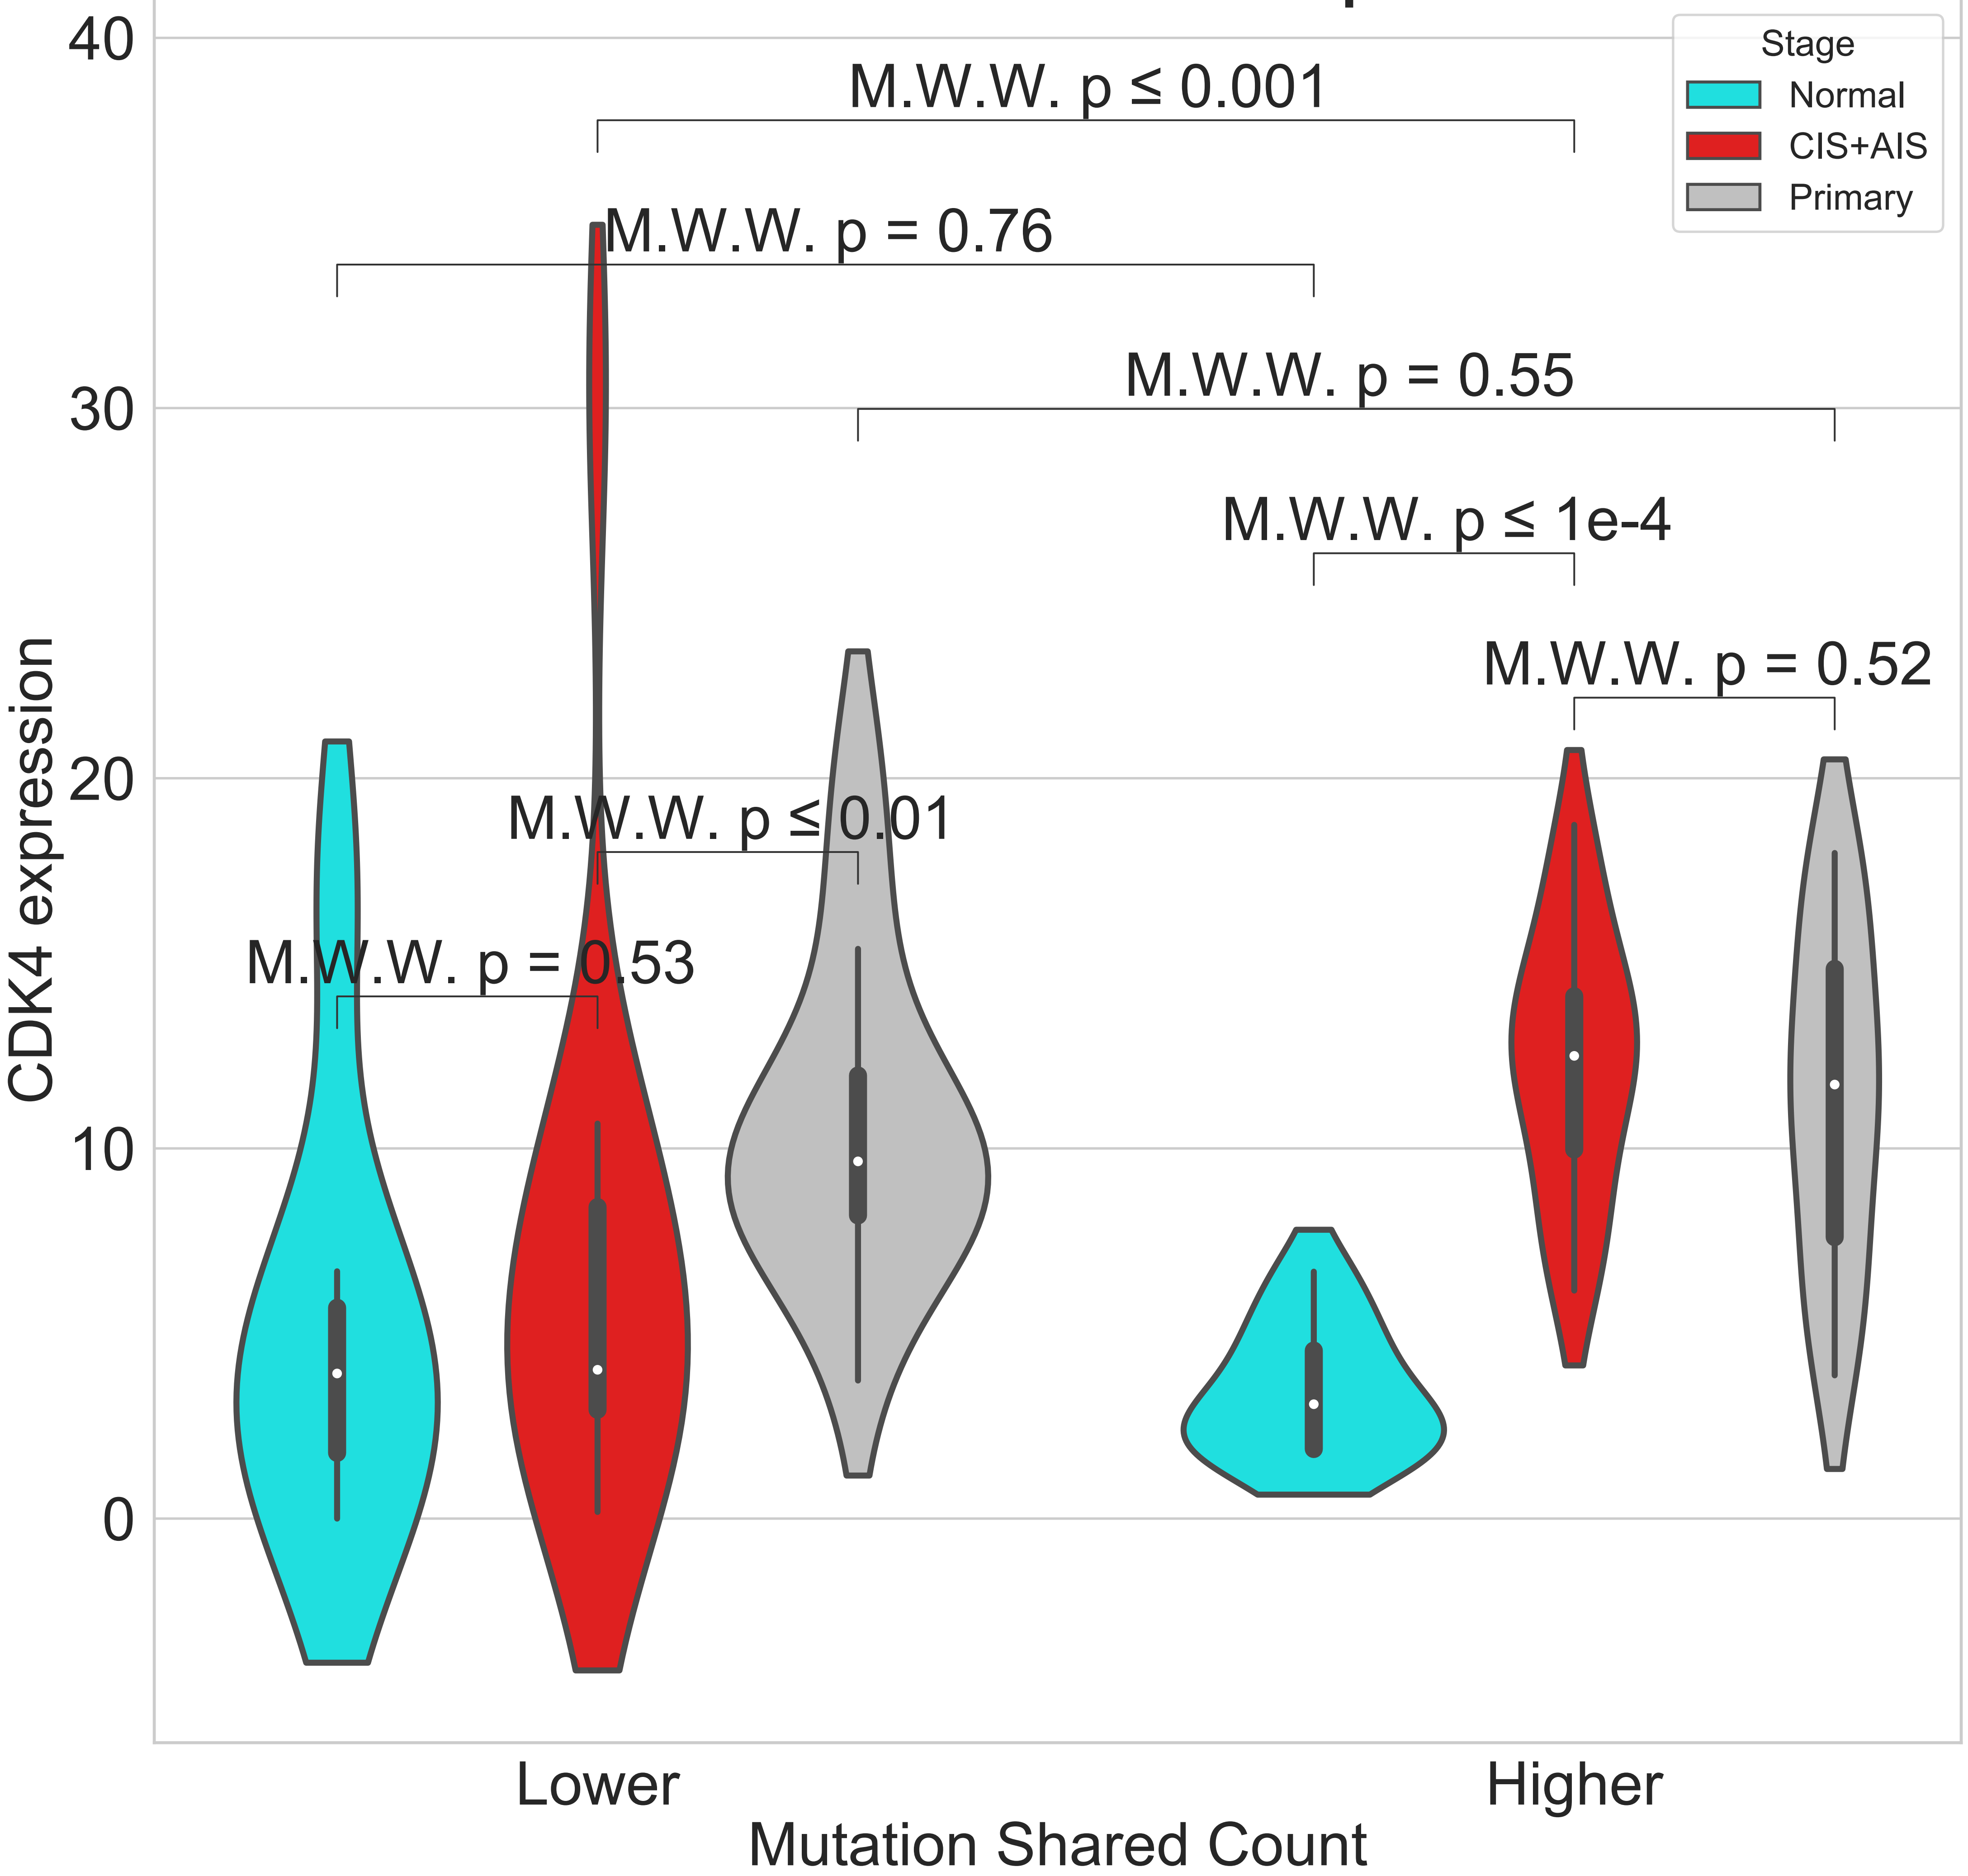 40
M.W.W. p ≤ 0.001
Stage
Normal
CIS+AIS
Primary
M.W.W. p = 0.76
30
M.W.W. p = 0.55
M.W.W. p ≤ 1e-4
M.W.W. p = 0.52
CDK4 expression
20
M.W.W. p ≤ 0.01
M.W.W. p = 0.53
10
0
Lower
Higher
Mutation Shared Count